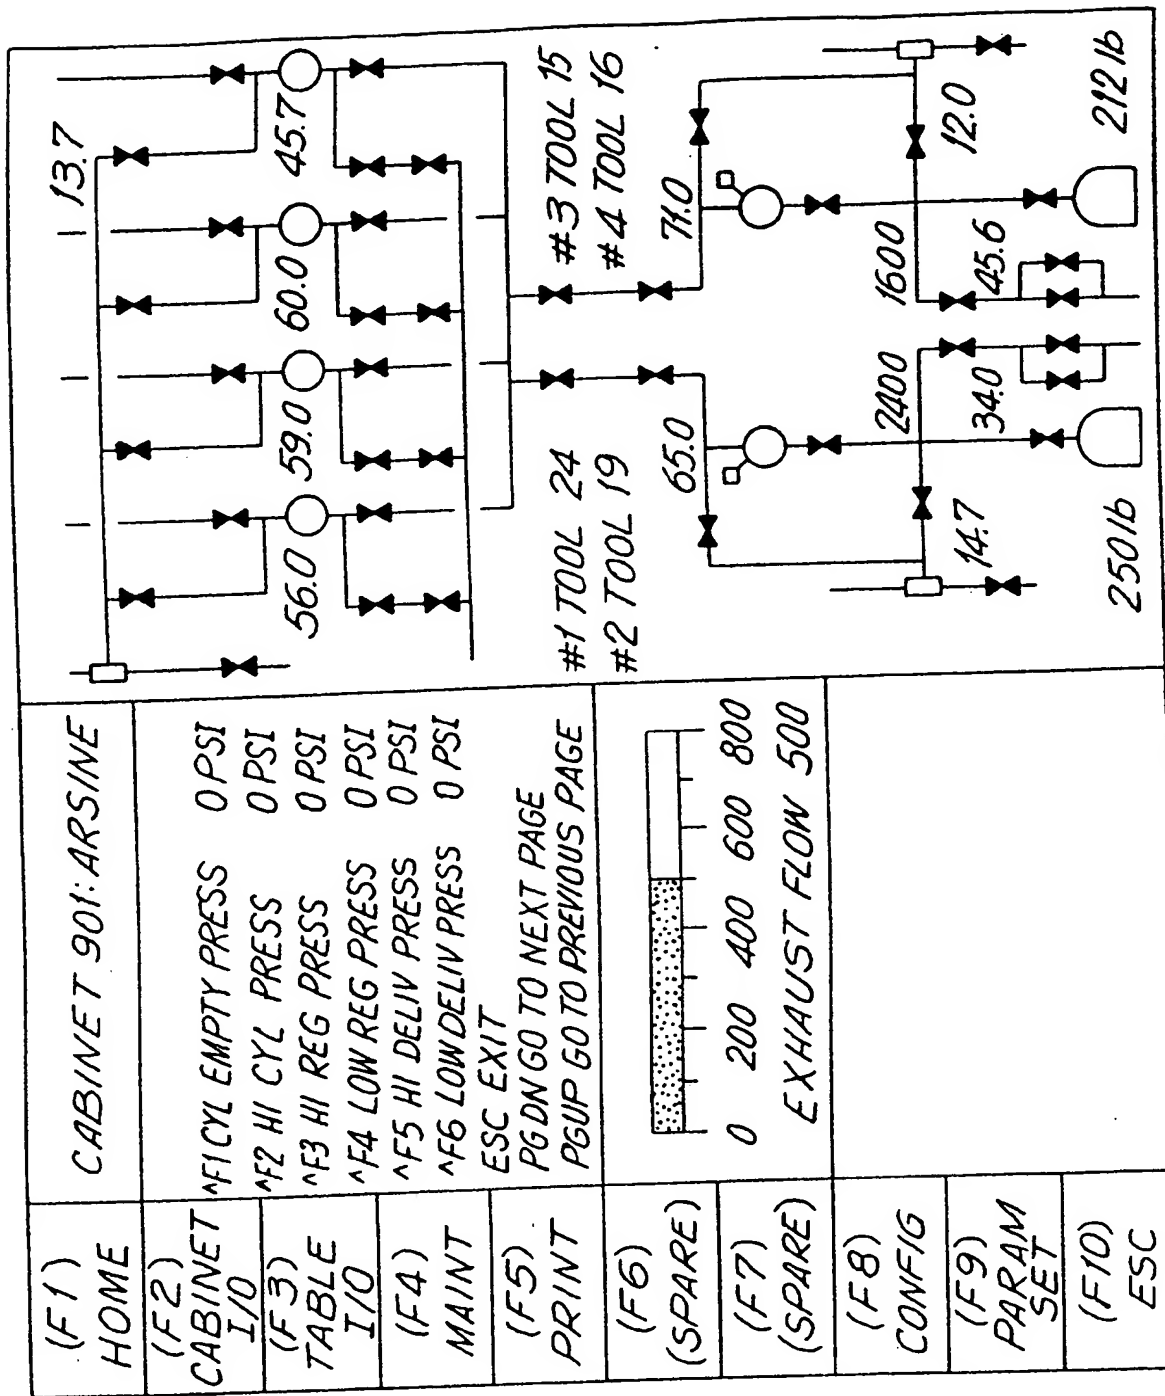 (F1)
HOME
(F2)
CABINET
I/O
(F3)
TABLE
I/O
(F4)
MAINT
(F5)
PRINT
(F6)
(SPARE)
(F7)
(SPARE)
(F8)
CONFIG
(F9)
PARAM
SET
(F10)
ESC
CABINET 901: ARSINE
^F1 CYL EMPTY PRESS 0 PSI
^F2 HI CYL PRESS 0 PSI
^F3 HI REG PRESS 0 PSI
^F4 LOW REG PRESS 0 PSI
^F5 HI DELIV PRESS 0 PSI
^F6 LOW DELIV PRESS 0 PSI
ESC EXIT
PG DN GO TO NEXT PAGE
PGUP GO TO PREVIOUS PAGE
0 200 400 600 800
EXHAUST FLOW 500
13.7
56.0 59.0 60.0 45.7
#1 TOOL 24 #3 TOOL 15
#2 TOOL 19 #4 TOOL 16
65.0 71.0
2400 1600
14.7 34.0 45.6 12.0
250 lb 212 lb